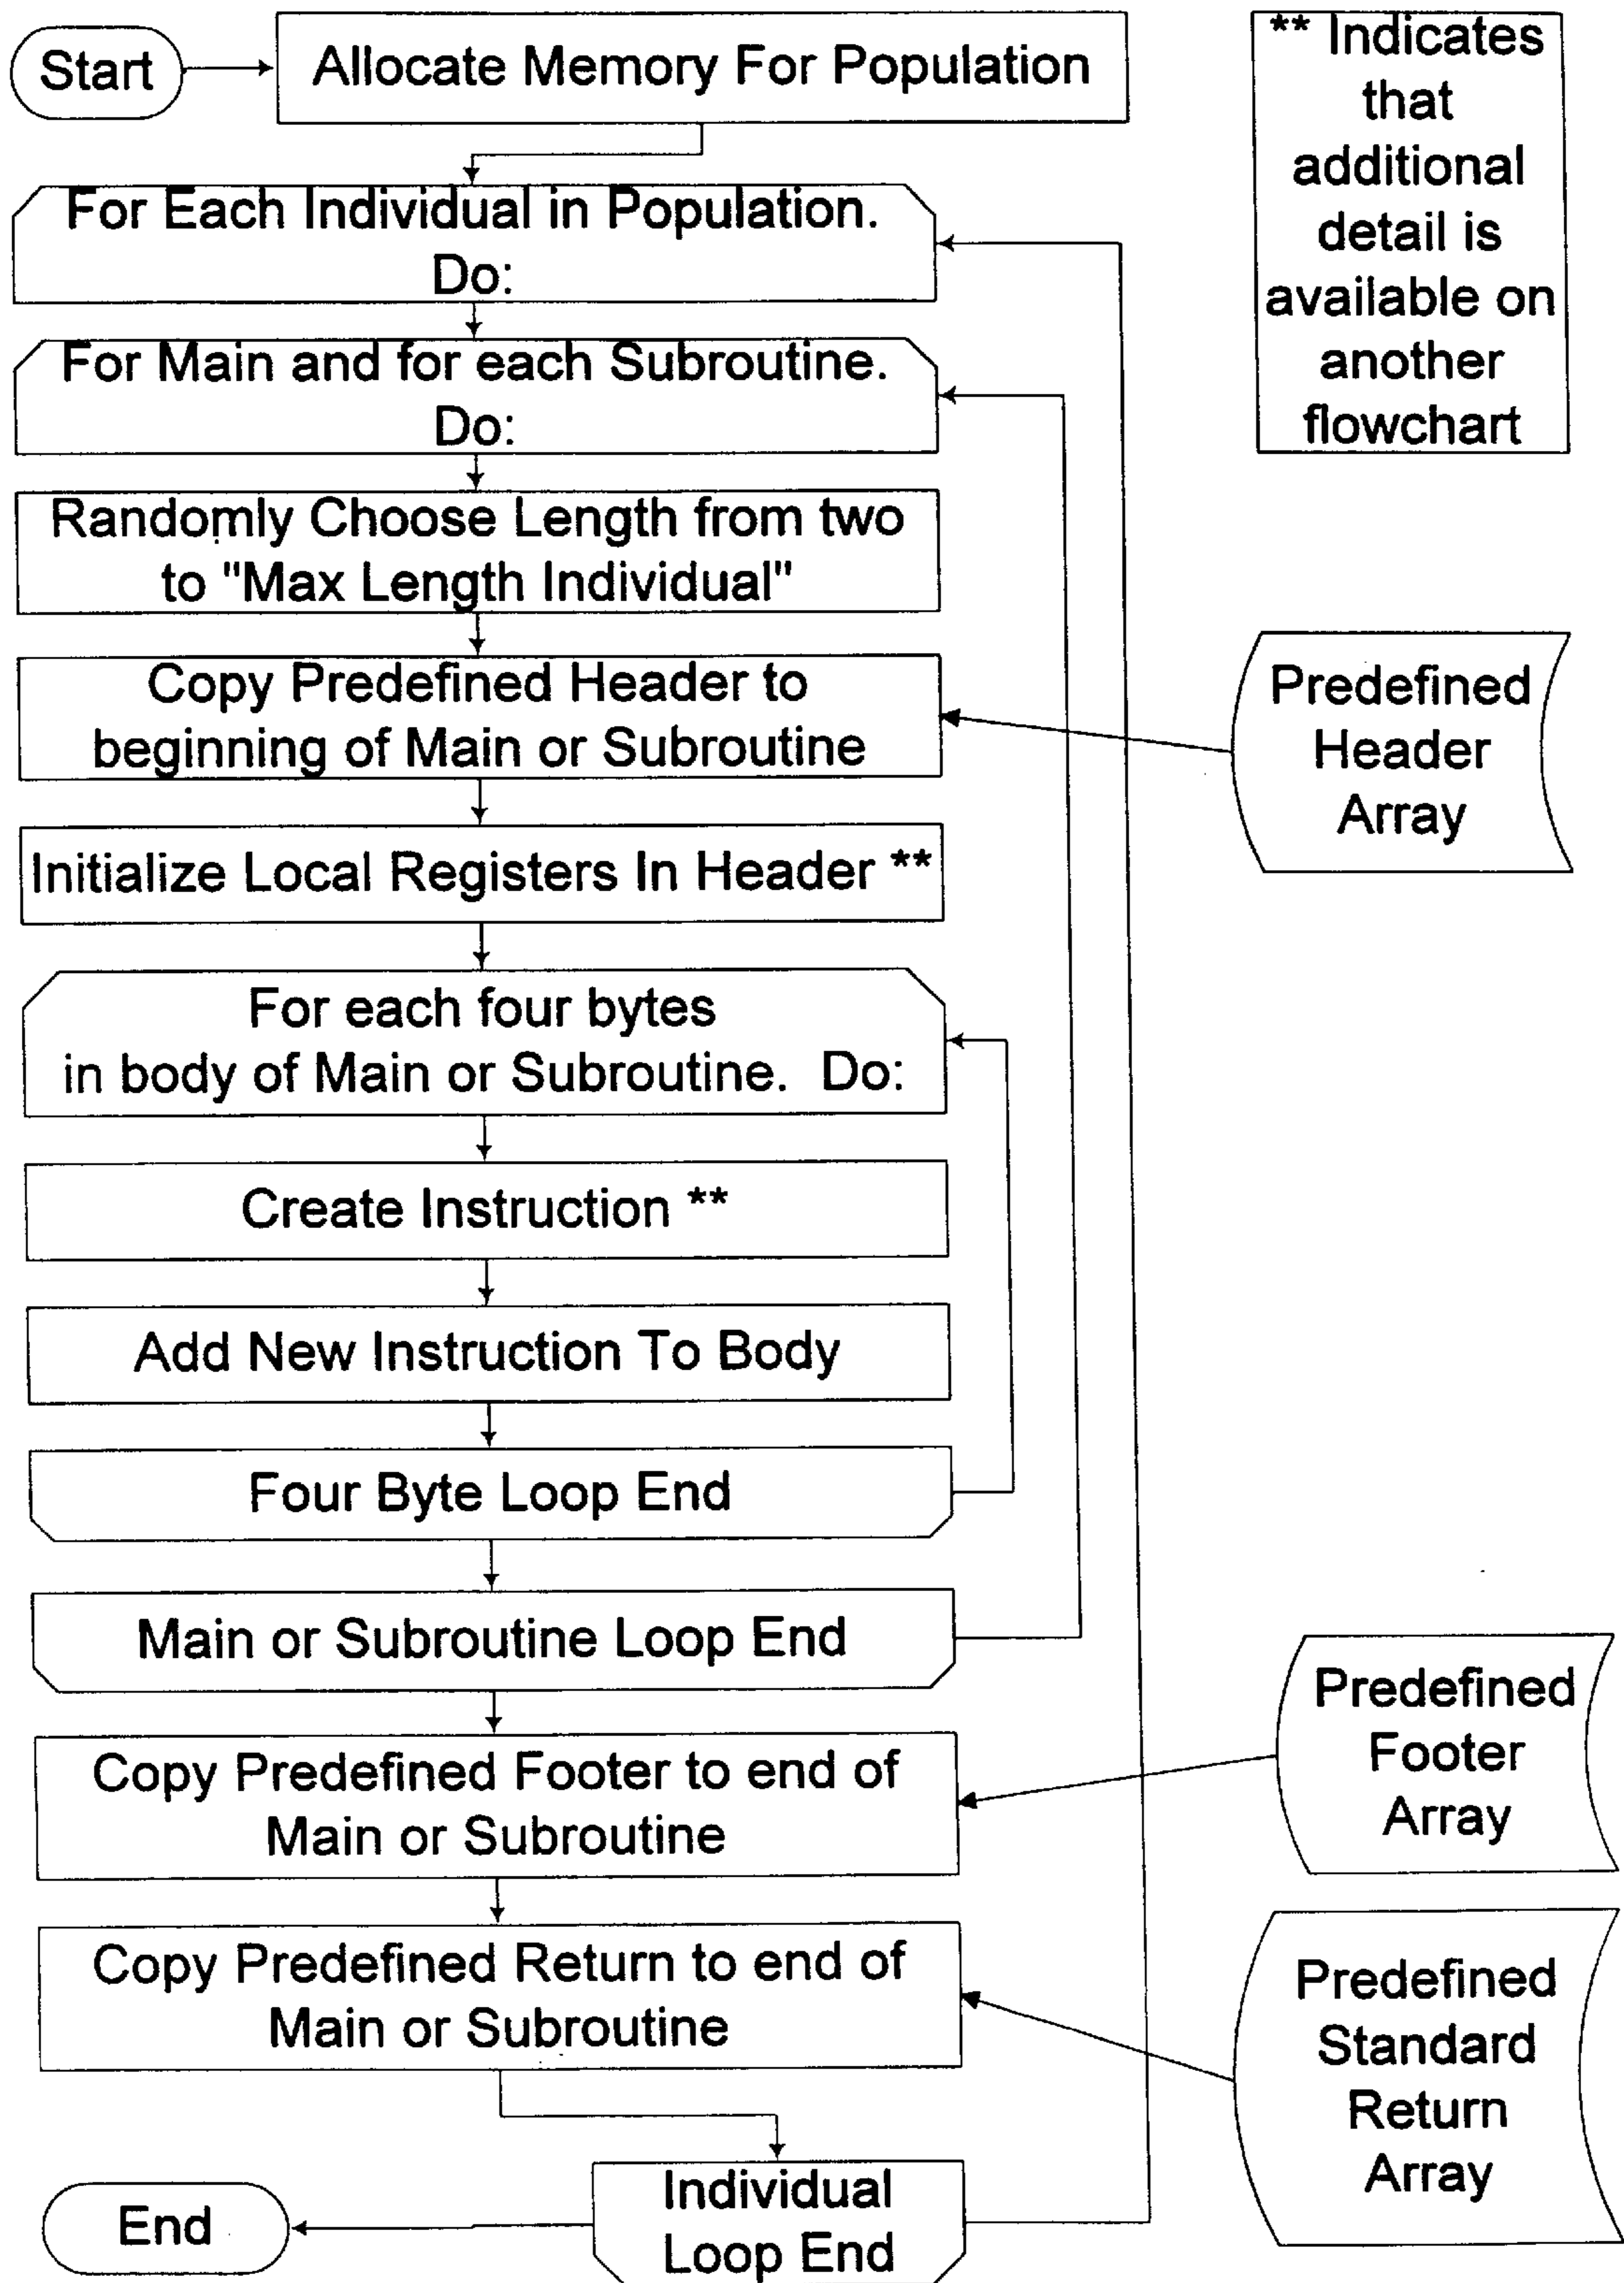 Start
Allocate Memory For Population
** Indicates
that
additional
detail is
available on
another
flowchart
For Each Individual in Population.
Do:
For Main and for each Subroutine.
Do:
Randomly Choose Length from two
to "Max Length Individual"
Copy Predefined Header to
beginning of Main or Subroutine
Predefined
Header
Array
Initialize Local Registers In Header **
For each four bytes
in body of Main or Subroutine. Do:
Create Instruction **
Add New Instruction To Body
Four Byte Loop End
Main or Subroutine Loop End
Copy Predefined Footer to end of
Main or Subroutine
Predefined
Footer
Array
Copy Predefined Return to end of
Main or Subroutine
Predefined
Standard
Return
Array
Individual
Loop End
End